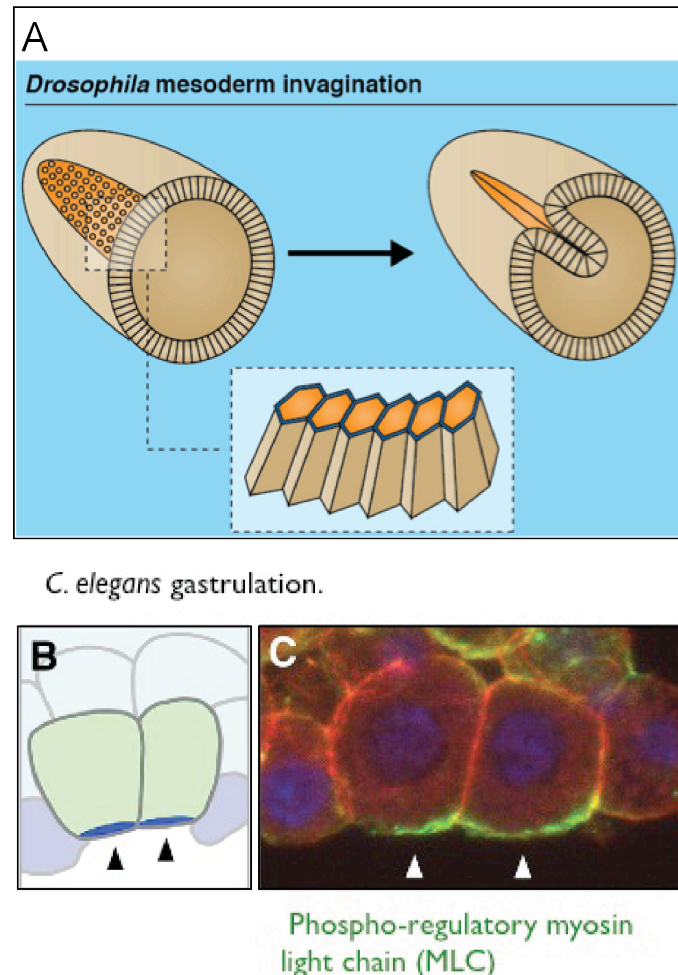 A
Drosophila mesoderm invagination
C. elegans gastrulation.
B
C
Phospho-regulatory myosin
light chain (MLC)